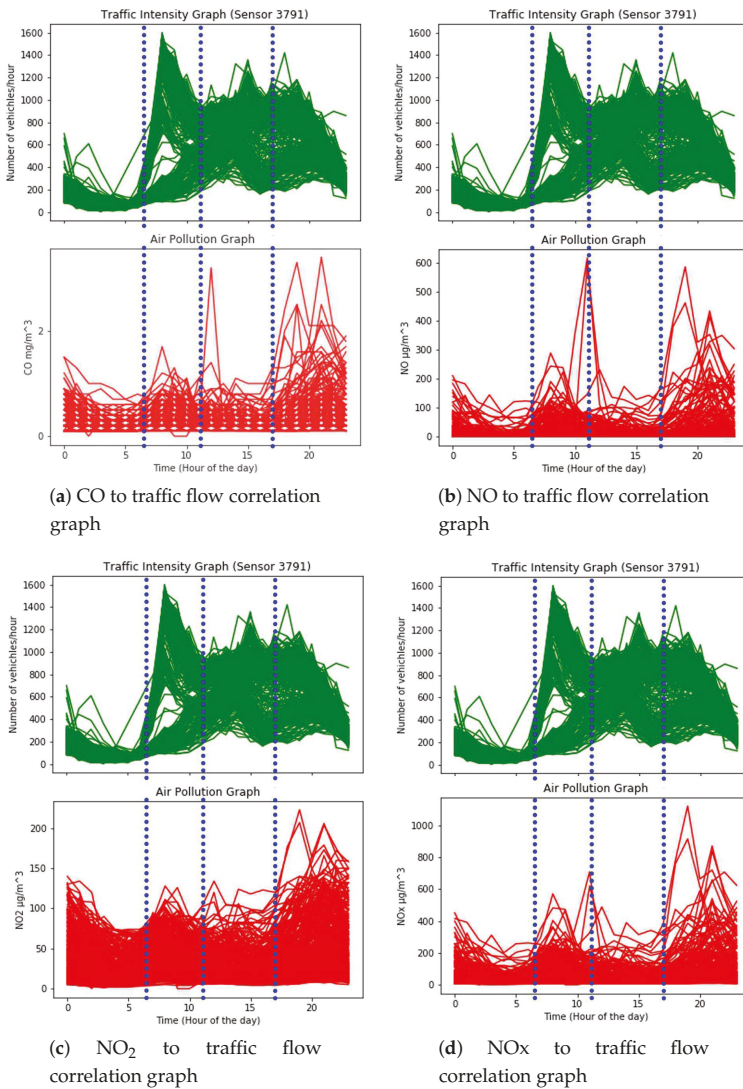 Traffic Intensity Graph (Sensor 3791)
1600
1400
1200
1000
800
600
400
200
0
Number of vehichles/hour
Air Pollution Graph
2
0
CO mg/m^3
0
5
10
15
20
Time (Hour of the day)
(a) CO to traffic flow correlation
graph
Traffic Intensity Graph (Sensor 3791)
1600
1400
1200
1000
800
600
400
200
0
Number of vehichles/hour
Air Pollution Graph
600
500
400
300
200
100
0
NO µg/m^3
0
5
10
15
20
Time (Hour of the day)
(b) NO to traffic flow correlation
graph
Traffic Intensity Graph (Sensor 3791)
1600
1400
1200
1000
800
600
400
200
0
Number of vehichles/hour
Air Pollution Graph
200
150
100
50
0
NO2 µg/m^3
0
5
10
15
20
Time (Hour of the day)
(c) NO₂ to traffic flow
correlation graph
Traffic Intensity Graph (Sensor 3791)
1600
1400
1200
1000
800
600
400
200
0
Number of vehichles/hour
Air Pollution Graph
1000
800
600
400
200
0
NOx µg/m^3
0
5
10
15
20
Time (Hour of the day)
(d) NOx to traffic flow
correlation graph